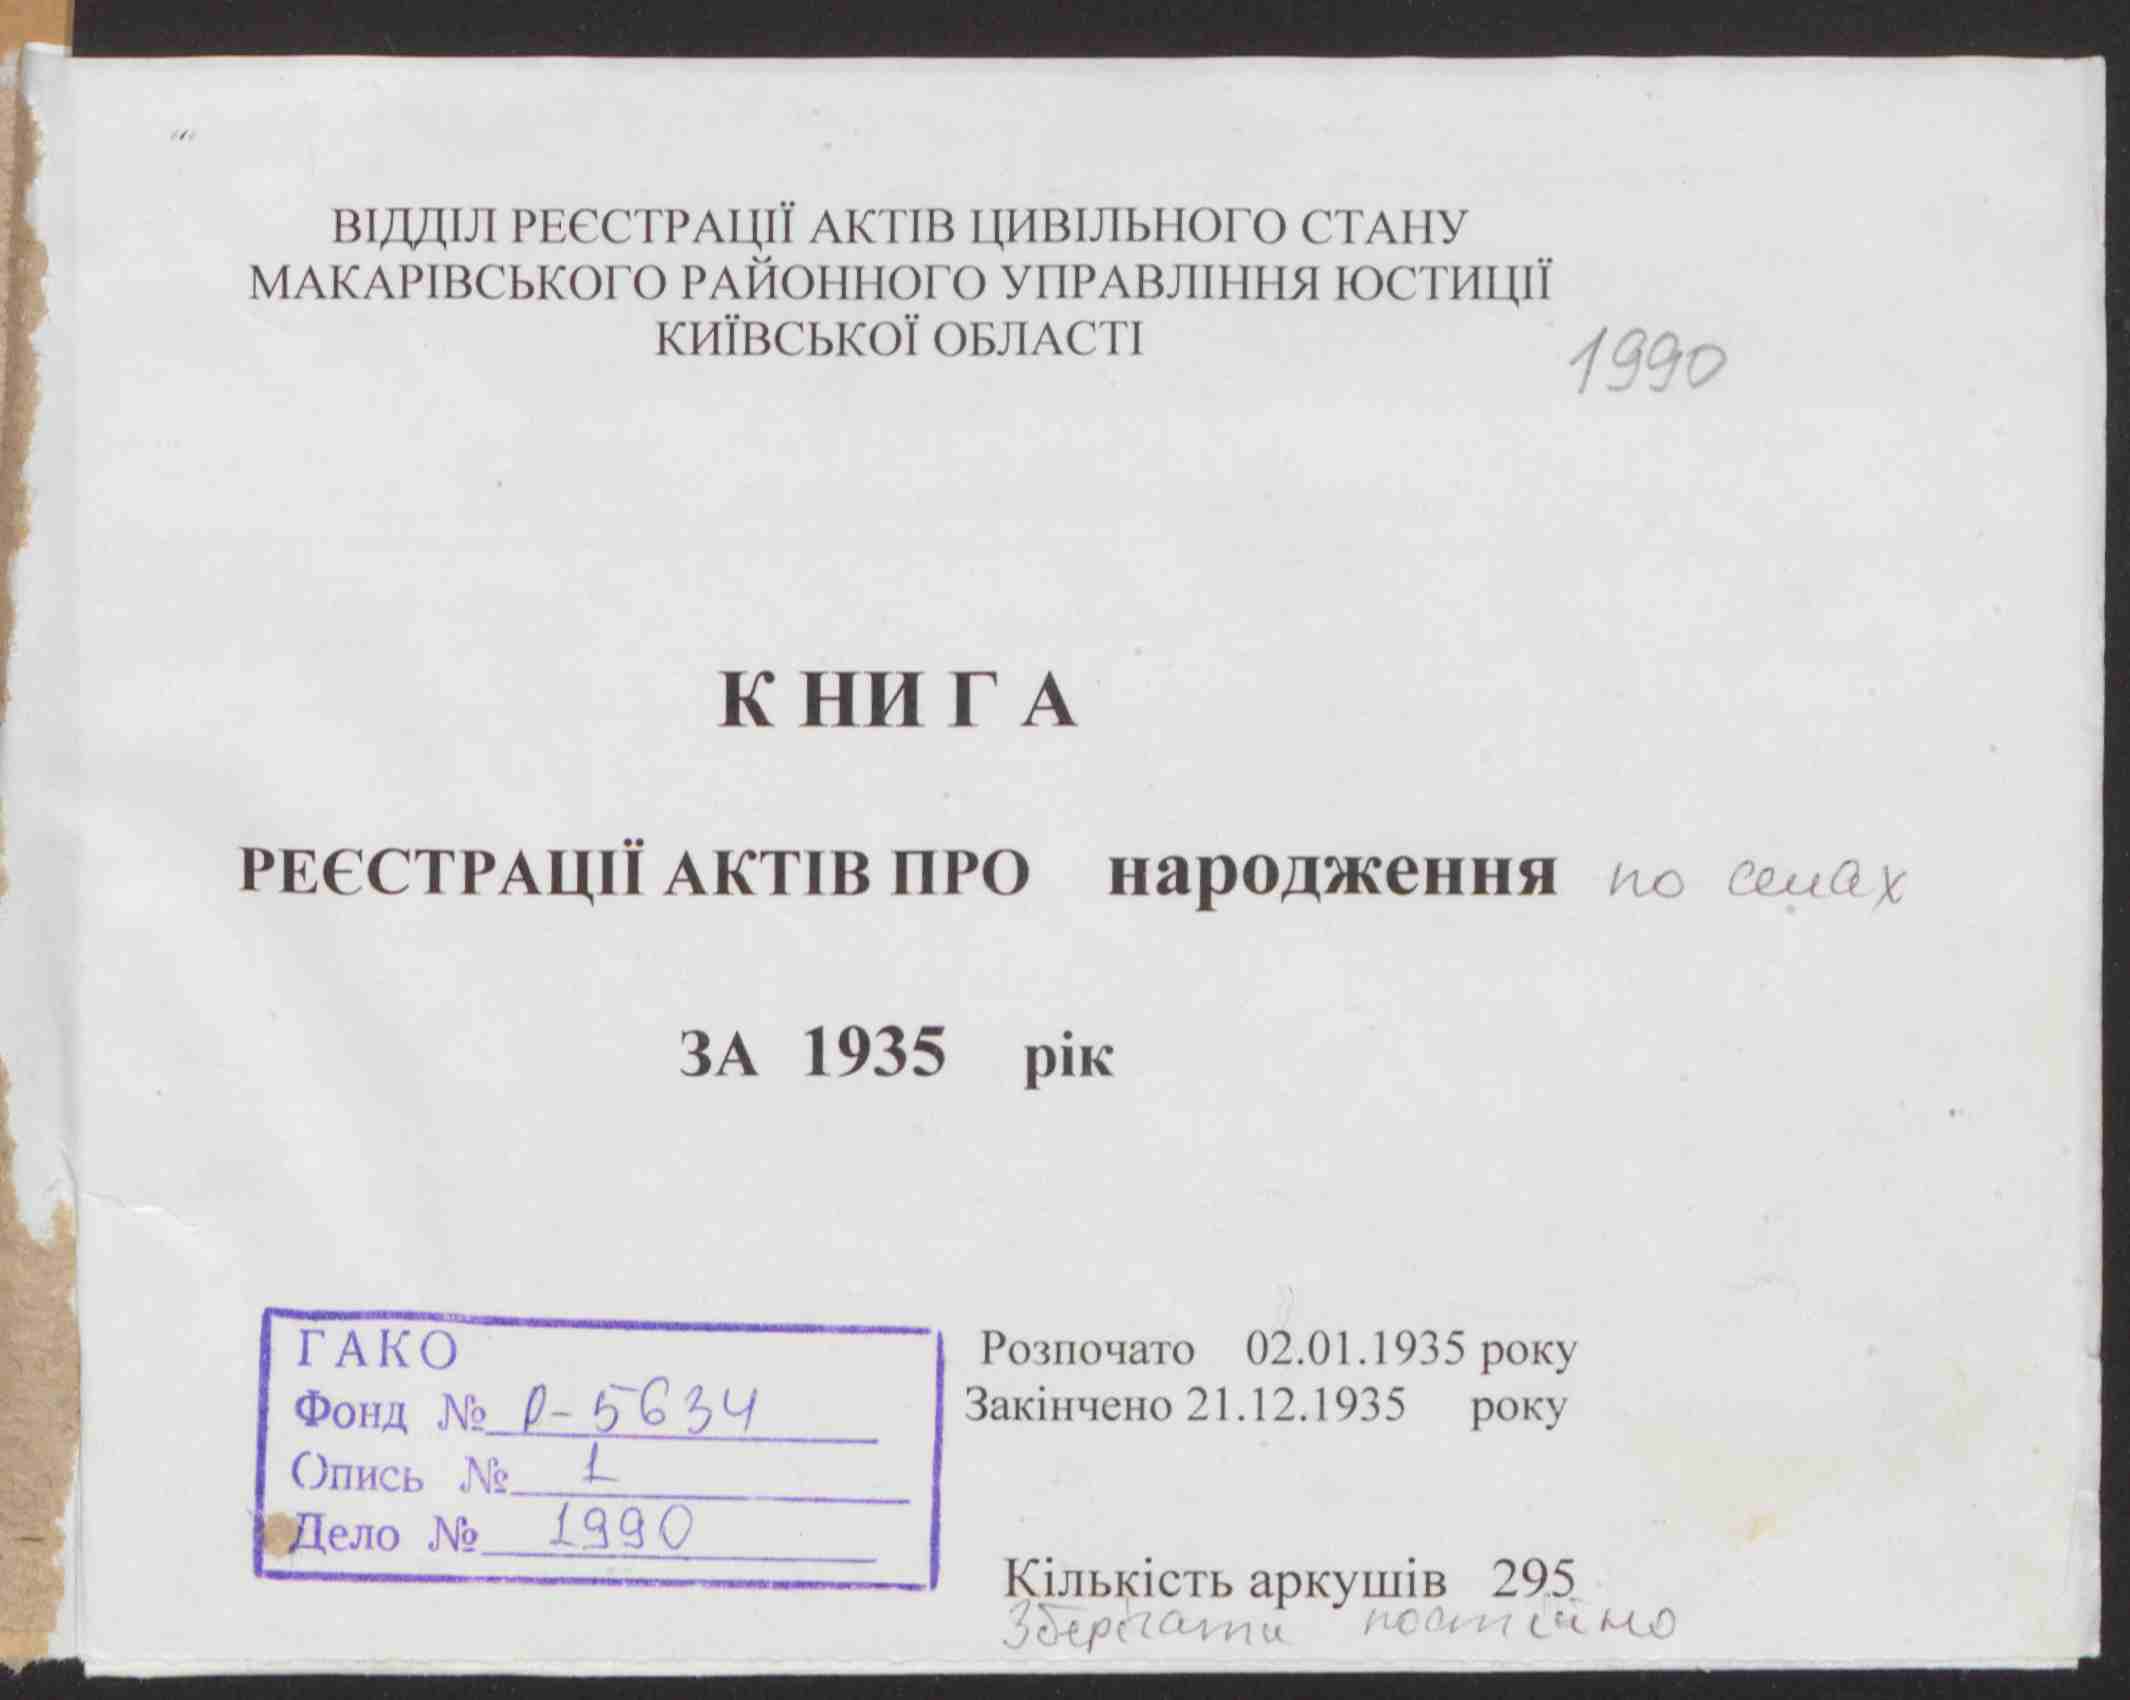 ВІДДІЛ РЕЄСТРАЦІЇ АКТІВ ЦИВІЛЬНОГО СТАНУ
МАКАРІВСЬКОГО РАЙОННОГО УПРАВЛІННЯ ЮСТИЦІЇ
КИЇВСЬКОЇ ОБЛАСТІ
1990
К НИ Г А
РЕЄСТРАЦІЇ АКТІВ ПРО народження по селах
ЗА 1935 рік
ГАКО
Фонд № Р-5634
Опись № 1
Дело № 1990
Розпочато 02.01.1935 року
Закінчено 21.12.1935 року
Кількість аркушів 295
Зберігати постійно